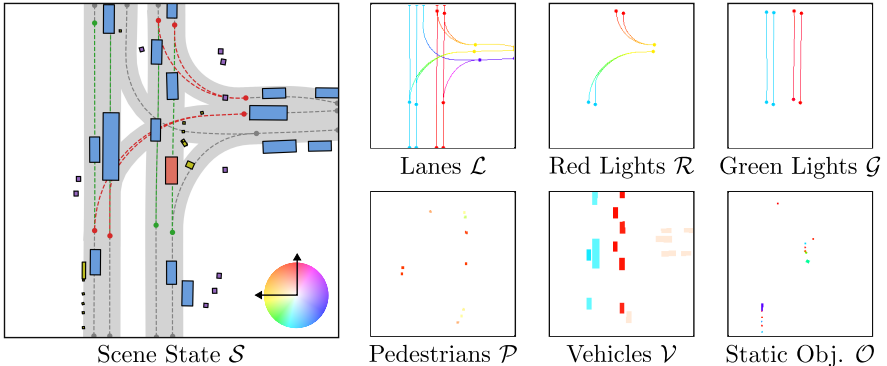 Lanes ℒ
Red Lights ℛ
Green Lights 𝒢
Scene State 𝒮
Pedestrians 𝒫
Vehicles 𝒱
Static Obj. 𝒪